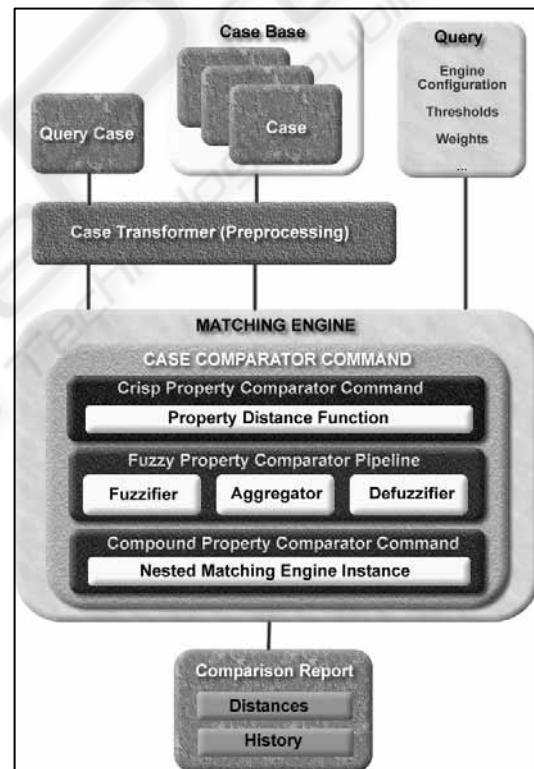 Case Base
Query
Query Case
Case
Engine
Configuration
Thresholds
Weights
...
Case Transformer (Preprocessing)
MATCHING ENGINE
CASE COMPARATOR COMMAND
Crisp Property Comparator Command
Property Distance Function
Fuzzy Property Comparator Pipeline
Fuzzifier
Aggregator
Defuzzifier
Compound Property Comparator Command
Nested Matching Engine Instance
Comparison Report
Distances
History